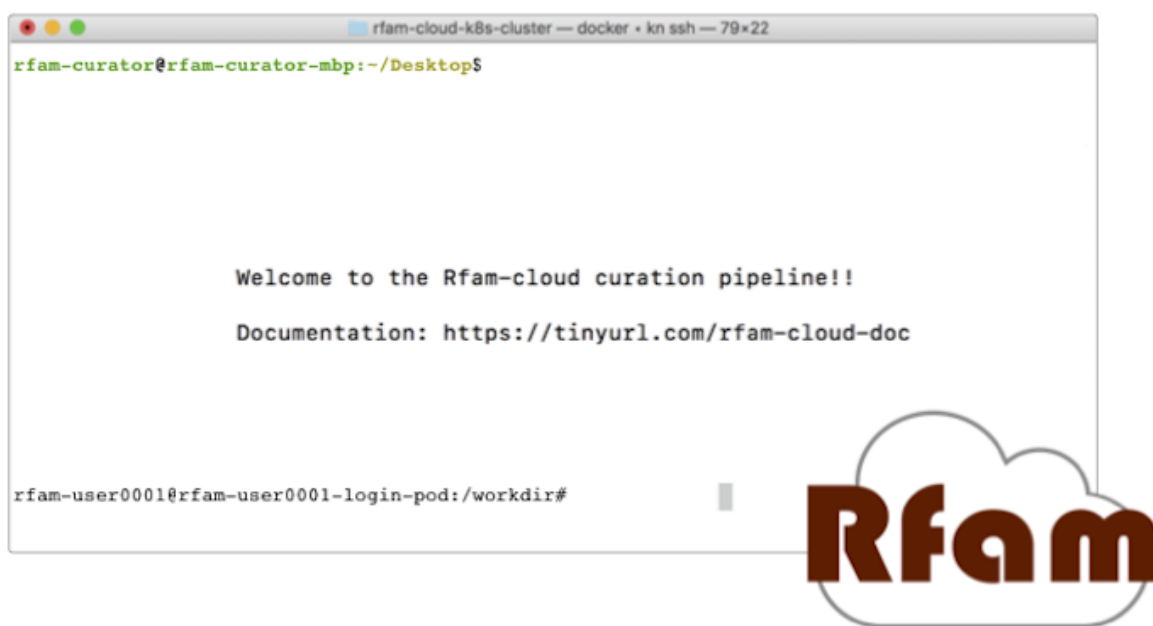 rfam-cloud-k8s-cluster — docker • kn ssh — 79×22
rfam-curator@rfam-curator-mbp:~/Desktop$
Welcome to the Rfam-cloud curation pipeline!!
Documentation: https://tinyurl.com/rfam-cloud-doc
rfam-user0001@rfam-user0001-login-pod:/workdir#
Rfam